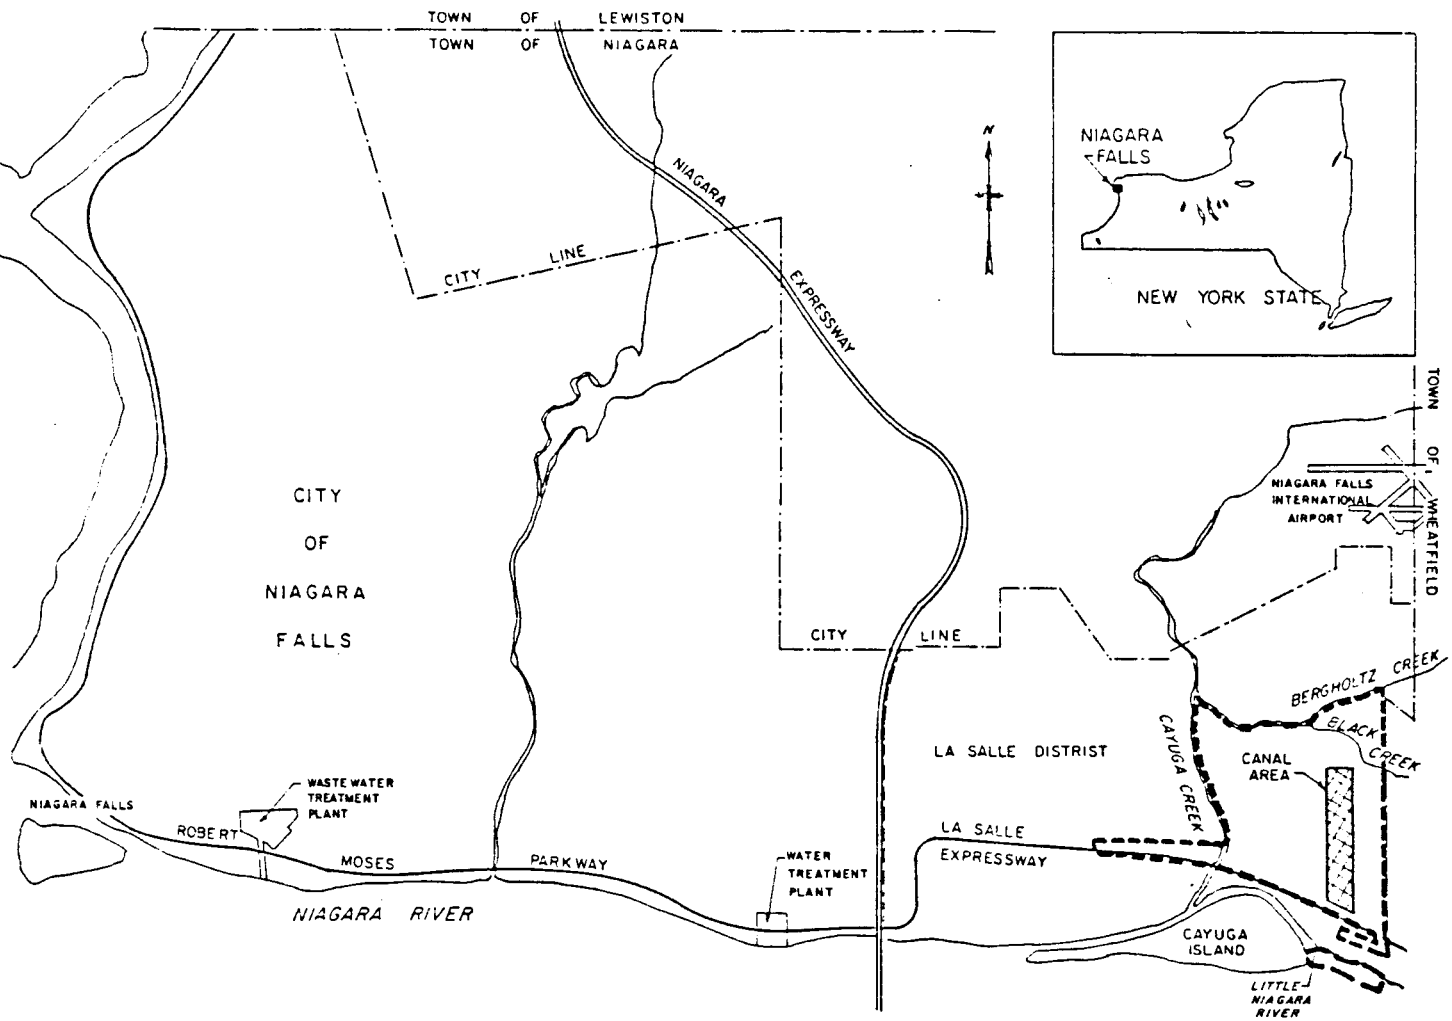 TOWN OF LEWISTON
TOWN OF NIAGARA
N
NIAGARA
FALLS
NEW YORK STATE
NIAGARA
EXPRESSWAY
CITY LINE
TOWN OF WHEATFIELD
NIAGARA FALLS
INTERNATIONAL
AIRPORT
CITY
OF
NIAGARA
FALLS
CITY LINE
BERGHOLTZ CREEK
BLACK CREEK
CAYUGA CREEK
LA SALLE DISTRIST
CANAL
AREA
NIAGARA FALLS
WASTE WATER
TREATMENT
PLANT
ROBERT MOSES PARKWAY
LA SALLE
EXPRESSWAY
WATER
TREATMENT
PLANT
NIAGARA RIVER
CAYUGA
ISLAND
LITTLE
NIAGARA
RIVER